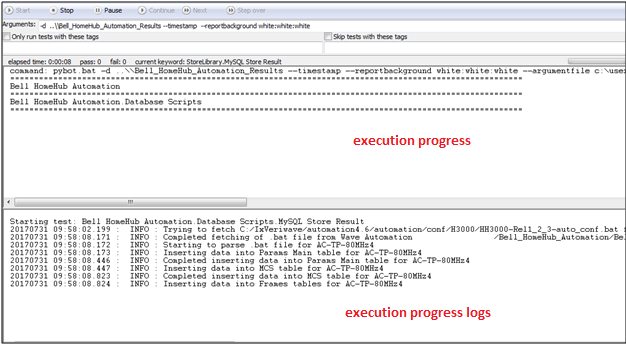 Start Stop Pause Continue Next Step over
Arguments: -d ..\\Bell_HomeHub_Automation_Results --timestamp --reportbackground white:white:white
Only run tests with these tags Skip tests with these tags
elapsed time: 0:00:08 pass: 0 fail: 0 current keyword: StoreLibrary.MySQL Store Result
command: pybot.bat -d ..\\Bell_HomeHub_Automation_Results --timestamp --reportbackground white:white:white --argumentfile c:\use
==============================================================================
Bell HomeHub Automation
==============================================================================
Bell HomeHub Automation.Database Scripts
==============================================================================
execution progress
Starting test: Bell HomeHub Automation.Database Scripts.MySQL Store Result
20170731 09:58:02.199 : INFO : Trying to fetch C:/IxVeriwave/automation4.6/automation/conf/H3000/HH3000-Rel1_2_3-auto_conf.bat f
20170731 09:58:08.171 : INFO : Completed fetching of .bat file from Wave Automation /Bell_HomeHub_Automation/Be
20170731 09:58:08.172 : INFO : Starting to parse .bat file for AC-TP-80MHz4
20170731 09:58:08.173 : INFO : Inserting data into Params Main table for AC-TP-80MHz4
20170731 09:58:08.446 : INFO : Completed inserting data into Params Main table for AC-TP-80MHz4
20170731 09:58:08.447 : INFO : Inserting data into MCS table for AC-TP-80MHz4
20170731 09:58:08.823 : INFO : Completed inserting data into MCS table for AC-TP-80MHz4
20170731 09:58:08.824 : INFO : Inserting data into Frames tables for AC-TP-80MHz4
execution progress logs